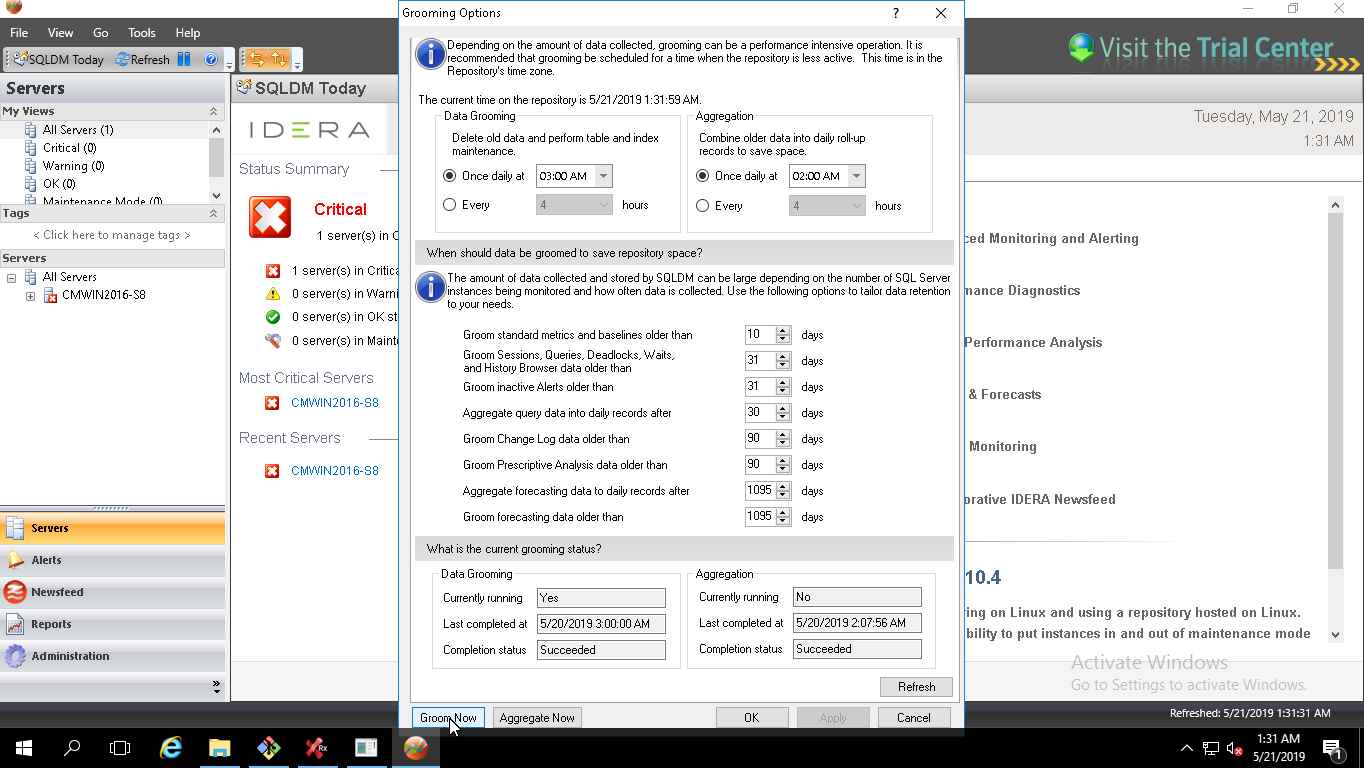 Grooming Options
?
File
View
Go
Tools
Help
SQLDM Today
Refresh
Visit the Trial Center
Servers
My Views
All Servers (1)
Critical (0)
Warning (0)
OK (0)
Maintenance Mode (0)
Tags
< Click here to manage tags >
Servers
All Servers
CMWIN2016-S8
Servers
Alerts
Newsfeed
Reports
Administration
SQLDM Today
IDERA
Tuesday, May 21, 2019
1:31 AM
Status Summary
Critical
1 server(s) in C
1 server(s) in Critica
0 server(s) in Warni
0 server(s) in OK st
0 server(s) in Maint
Most Critical Servers
CMWIN2016-S8
Recent Servers
CMWIN2016-S8
Depending on the amount of data collected, grooming can be a performance intensive operation. It is
recommended that grooming be scheduled for a time when the repository is less active. This time is in the
Repository's time zone.
The current time on the repository is 5/21/2019 1:31:59 AM.
Data Grooming
Delete old data and perform table and index
maintenance.
Once daily at 03:00 AM
Every 4 hours
Aggregation
Combine older data into daily roll-up
records to save space.
Once daily at 02:00 AM
Every 4 hours
When should data be groomed to save repository space?
The amount of data collected and stored by SQLDM can be large depending on the number of SQL Server
instances being monitored and how often data is collected. Use the following options to tailor data retention
to your needs.
Groom standard metrics and baselines older than 10 days
Groom Sessions, Queries, Deadlocks, Waits,
and History Browser data older than 31 days
Groom inactive Alerts older than 31 days
Aggregate query data into daily records after 30 days
Groom Change Log data older than 90 days
Groom Prescriptive Analysis data older than 90 days
Aggregate forecasting data to daily records after 1095 days
Groom forecasting data older than 1095 days
What is the current grooming status?
Data Grooming
Currently running Yes
Last completed at 5/20/2019 3:00:00 AM
Completion status Succeeded
Aggregation
Currently running No
Last completed at 5/20/2019 2:07:56 AM
Completion status Succeeded
Refresh
Groom Now
Aggregate Now
OK
Apply
Cancel
ced Monitoring and Alerting
nance Diagnostics
Performance Analysis
& Forecasts
Monitoring
orative IDERA Newsfeed
10.4
ing on Linux and using a repository hosted on Linux.
bility to put instances in and out of maintenance mode
Activate Windows
Go to Settings to activate Windows.
Refreshed: 5/21/2019 1:31:31 AM
Rx
1:31 AM
5/21/2019
1